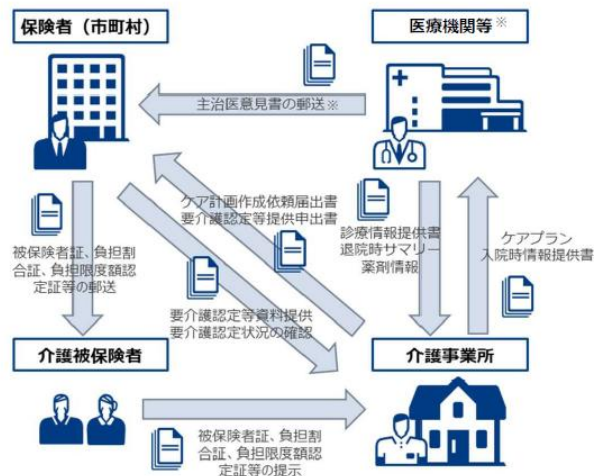 保険者（市町村）
医療機関等※
主治医意見書の郵送※
ケア計画作成依頼届出書
要介護認定等提供申出書
診療情報提供書
退院時サマリー
薬剤情報
ケアプラン
入院時情報提供書
被保険者証、負担割
合証、負担限度額認
定証等の郵送
要介護認定等資料提供
要介護認定状況の確認
介護被保険者
介護事業所
被保険者証、負担割
合証、負担限度額認
定証等の提示